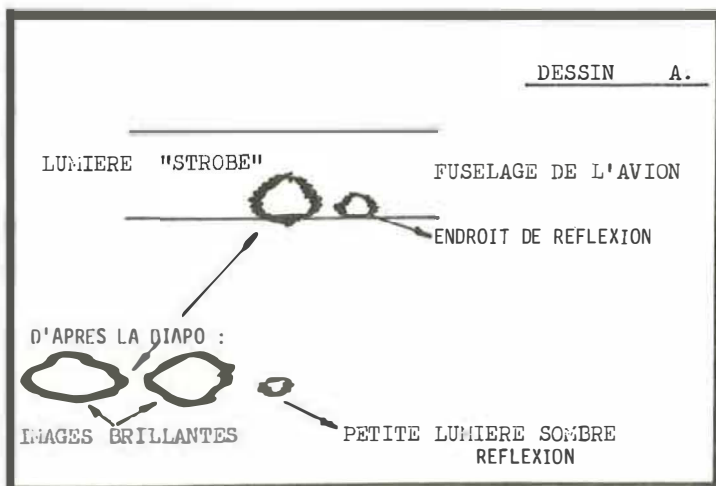 DESSIN A.
LUMIERE "STROBE"
FUSELAGE DE L'AVION
ENDROIT DE REFLEXION
D'APRES LA DIAPO :
IMAGES BRILLANTES
PETITE LUMIERE SOMBRE
REFLEXION